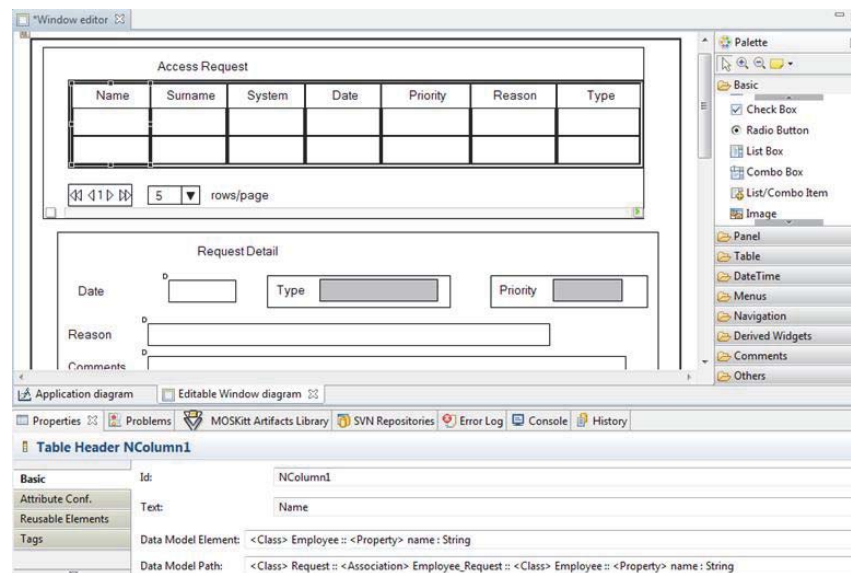 *Window editor
Palette
Access Request
Name Surname System Date Priority Reason Type
Basic
Check Box
Radio Button
List Box
Combo Box
List/Combo Item
Image
1 5 rows/page
Panel
Table
DateTime
Menus
Navigation
Derived Widgets
Comments
Others
Request Detail
D
Date Type Priority
D
Reason
D
Comments
Application diagram Editable Window diagram
Properties Problems MOSKitt Artifacts Library SVN Repositories Error Log Console History
Table Header NColumn1
Basic
Attribute Conf.
Reusable Elements
Tags
Id: NColumn1
Text: Name
Data Model Element: <Class> Employee :: <Property> name : String
Data Model Path: <Class> Request :: <Association> Employee_Request :: <Class> Employee :: <Property> name : String